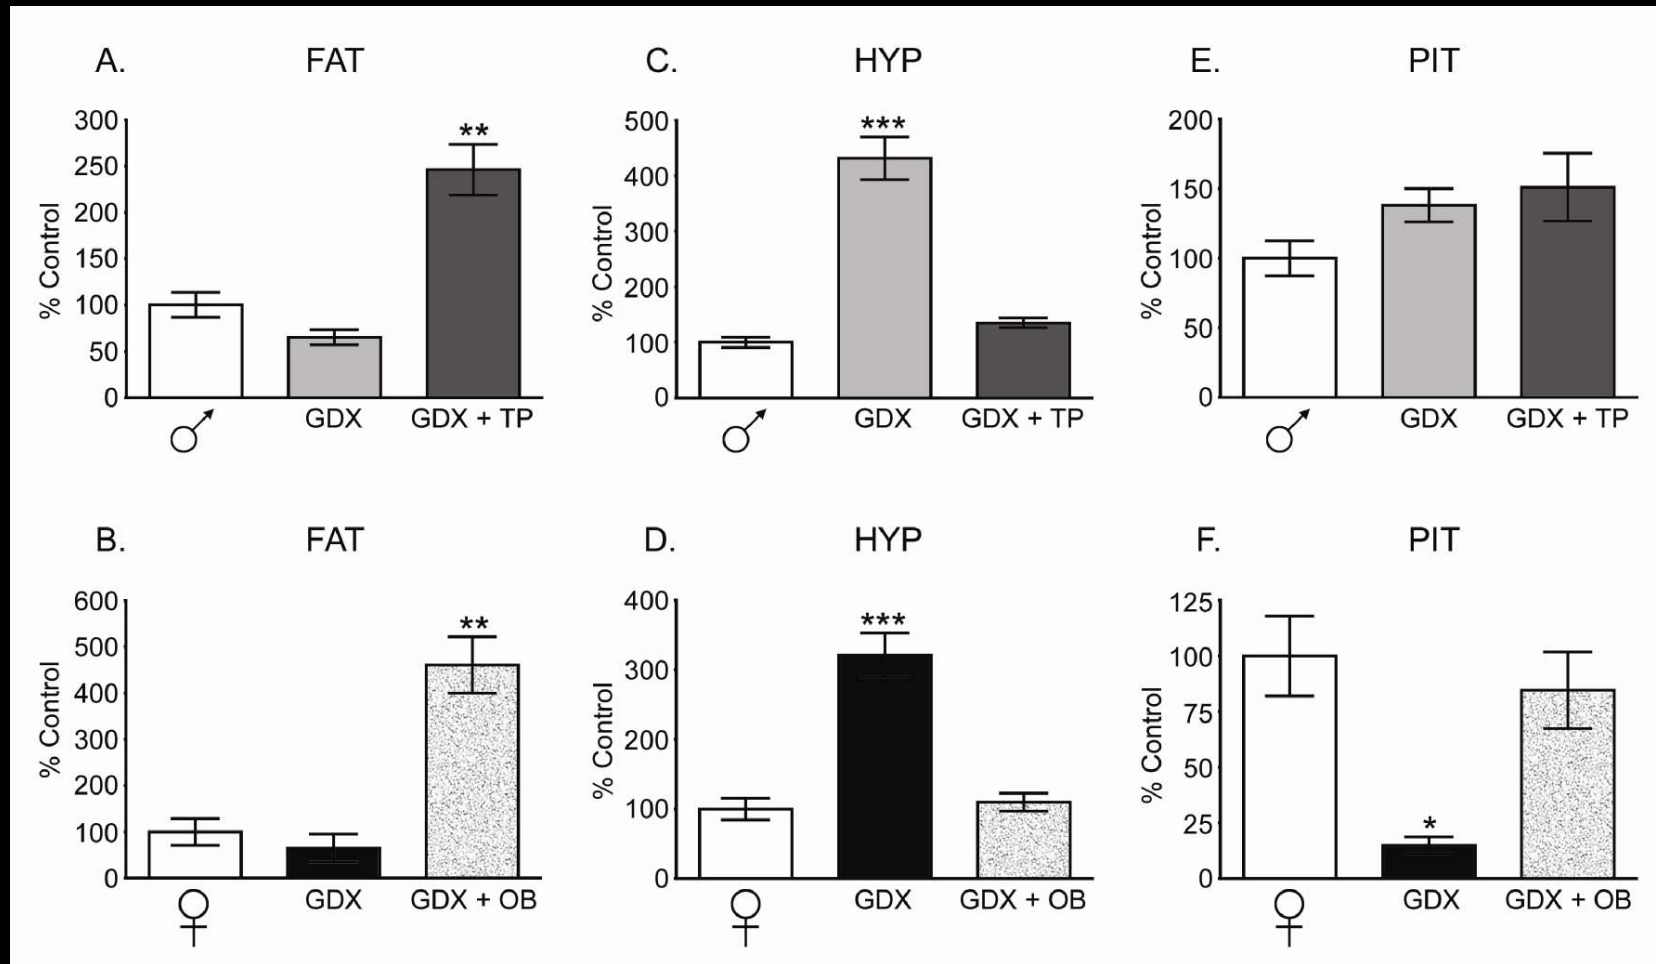 A. FAT
300
250
200
150
100
50
0
% Control
**
♂ GDX GDX + TP
C. HYP
500
400
300
200
100
0
% Control
***
♂ GDX GDX + TP
E. PIT
200
150
100
50
0
% Control
♂ GDX GDX + TP
B. FAT
600
500
400
300
200
100
0
% Control
**
♀ GDX GDX + OB
D. HYP
400
300
200
100
0
% Control
***
♀ GDX GDX + OB
F. PIT
125
100
75
50
25
0
% Control
*
♀ GDX GDX + OB